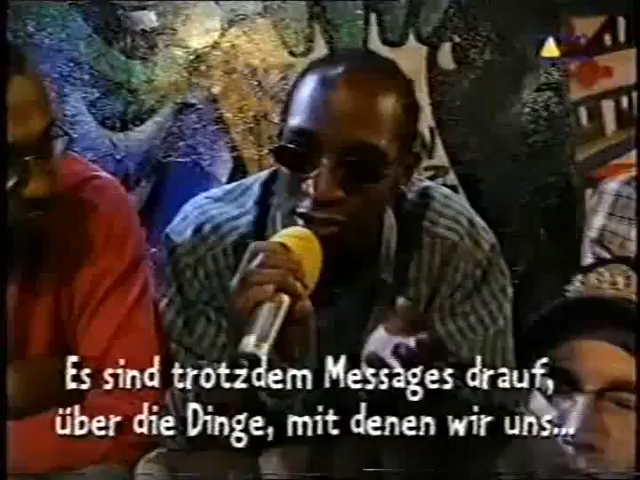 Es sind trotzdem Messages drauf,
über die Dinge, mit denen wir uns...